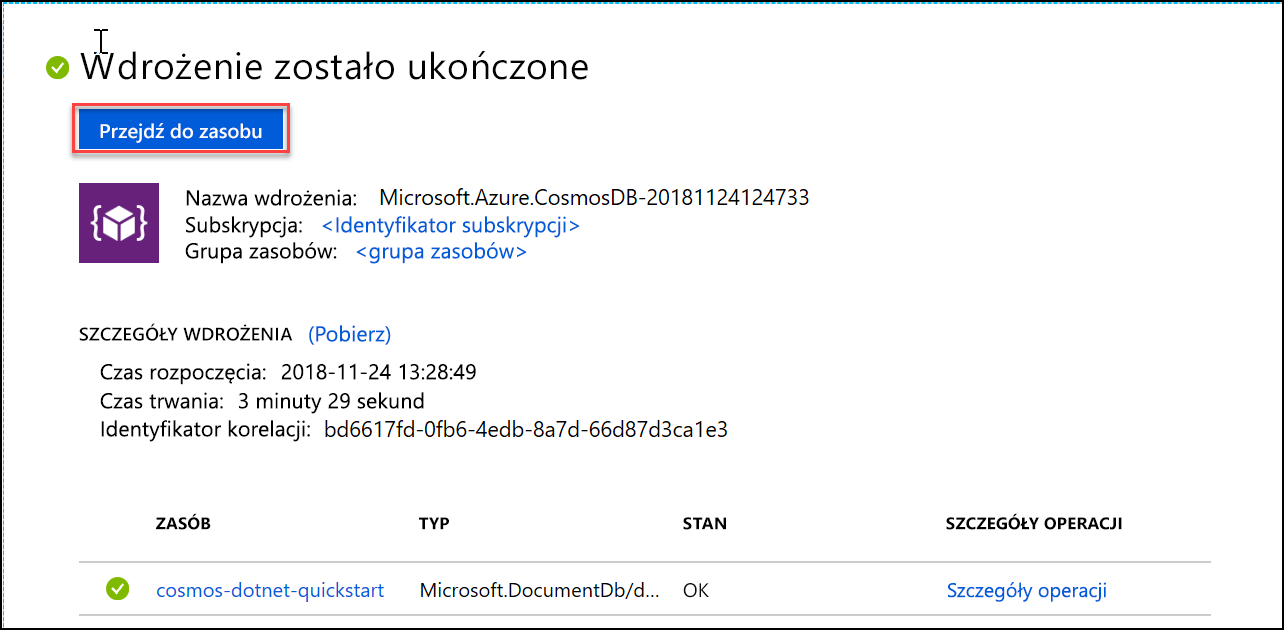 Wdrożenie zostało ukończone
Przejdź do zasobu
Nazwa wdrożenia: Microsoft.Azure.CosmosDB-20181124124733
Subskrypcja: <Identyfikator subskrypcji>
Grupa zasobów: <grupa zasobów>
SZCZEGÓŁY WDROŻENIA (Pobierz)
Czas rozpoczęcia: 2018-11-24 13:28:49
Czas trwania: 3 minuty 29 sekund
Identyfikator korelacji: bd6617fd-0fb6-4edb-8a7d-66d87d3ca1e3
ZASÓB TYP STAN SZCZEGÓŁY OPERACJI
cosmos-dotnet-quickstart Microsoft.DocumentDb/d... OK Szczegóły operacji